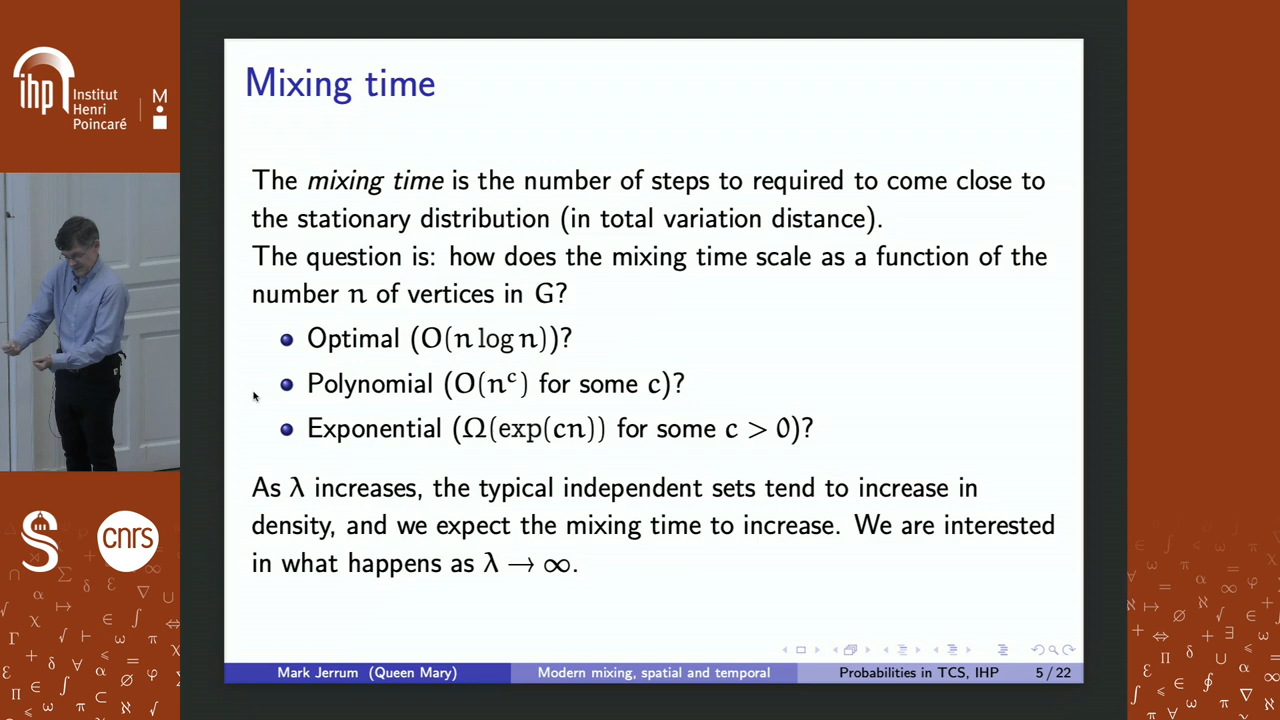 ihp
Institut
Henri
Poincaré
M
cnrs
Mixing time
The mixing time is the number of steps to required to come close to
the stationary distribution (in total variation distance).
The question is: how does the mixing time scale as a function of the
number n of vertices in G?
Optimal (O(n log n))?
Polynomial (O(nᶜ) for some c)?
Exponential (Ω(exp(cn)) for some c > 0)?
As λ increases, the typical independent sets tend to increase in
density, and we expect the mixing time to increase. We are interested
in what happens as λ → ∞.
Mark Jerrum (Queen Mary)
Modern mixing, spatial and temporal
Probabilities in TCS, IHP
5 / 22